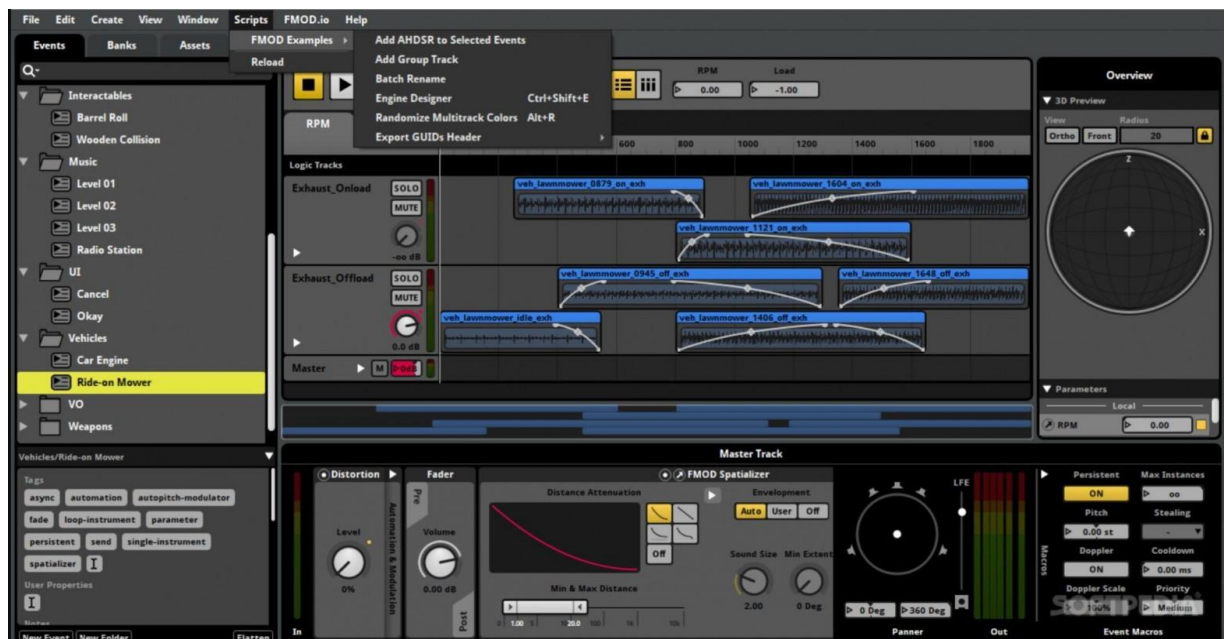 File Edit Create View Window Scripts FMOD.io Help
Events Banks Assets
FMOD Examples
Reload
Add AHDSR to Selected Events
Add Group Track
Batch Rename
Engine Designer Ctrl+Shift+E
Randomize Multitrack Colors Alt+R
Export GUIDs Header
Interactables
Barrel Roll
Wooden Collision
Music
Level 01
Level 02
Level 03
Radio Station
UI
Cancel
Okay
Vehicles
Car Engine
Ride-on Mower
VO
Weapons
Vehicles/Ride-on Mower
Tags
async automation autopitch-modulator
fade loop-instrument parameter
persistent send single-instrument
spatializer
User Properties
Notes
New Event New Folder Flatten
RPM Load
0.00 -1.00
RPM
600 800 1000 1200 1400 1600 1800
Logic Tracks
Exhaust_Onload SOLO
MUTE
-oo dB
veh_lawnmower_0879_on_exh veh_lawnmower_1604_on_exh
veh_lawnmower_1121_on_exh
Exhaust_Offload SOLO
MUTE
0.0 dB
veh_lawnmower_0945_off_exh veh_lawnmower_1648_off_exh
veh_lawnmower_idle_exh veh_lawnmower_1406_off_exh
Master M 0dB
Overview
3D Preview
View Radius
Ortho Front 20
Z
X
Parameters
Local
RPM 0.00
Master Track
In
Distortion
Level
0%
Automation & Modulation
Fader
Pre
Volume
0.00 dB
Post
FMOD Spatializer
Distance Attenuation
Off
Min & Max Distance
0 1.00 10 20.0 100 1k 10k
Envelopment
Auto User Off
Sound Size Min Extent
2.00 0 Deg
LFE
0 Deg 360 Deg
Panner
Out
Macros
Persistent Max Instances
ON oo
Pitch Stealing
0.00 st -
Doppler Cooldown
ON 0.00 ms
Doppler Scale Priority
100% Medium
Event Macros
SOFTPEDIA